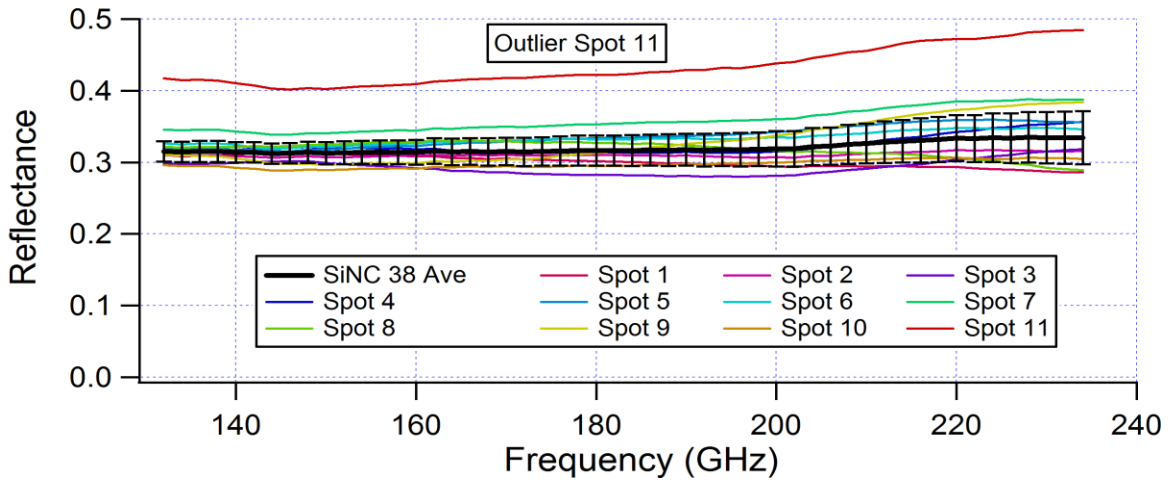 0.5
Outlier Spot 11
0.4
0.3
0.2
0.1
0.0
Reflectance
SiNC 38 Ave Spot 1 Spot 2 Spot 3
Spot 4 Spot 5 Spot 6 Spot 7
Spot 8 Spot 9 Spot 10 Spot 11
140 160 180 200 220 240
Frequency (GHz)